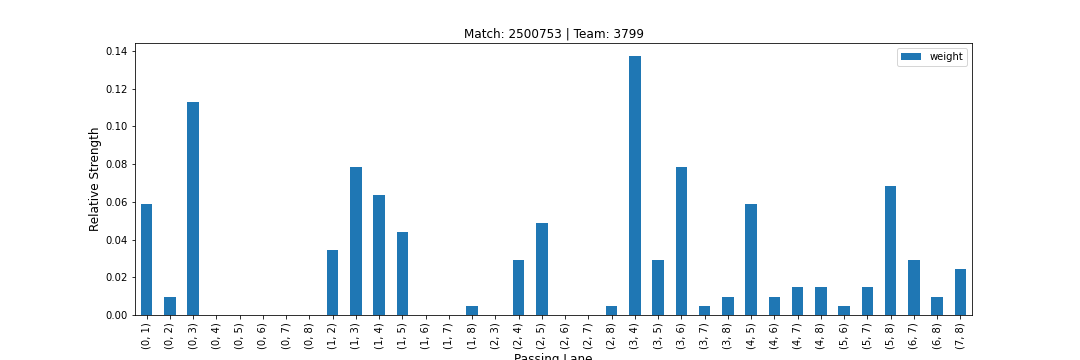 Match: 2500753 | Team: 3799
weight
Relative Strength
0.14
0.12
0.10
0.08
0.06
0.04
0.02
0.00
(0, 1) (0, 2) (0, 3) (0, 4) (0, 5) (0, 6) (0, 7) (0, 8) (1, 2) (1, 3) (1, 4) (1, 5) (1, 6) (1, 7) (1, 8) (2, 3) (2, 4) (2, 5) (2, 6) (2, 7) (2, 8) (3, 4) (3, 5) (3, 6) (3, 7) (3, 8) (4, 5) (4, 6) (4, 7) (4, 8) (5, 6) (5, 7) (5, 8) (6, 7) (6, 8) (7, 8)
Passing Lane